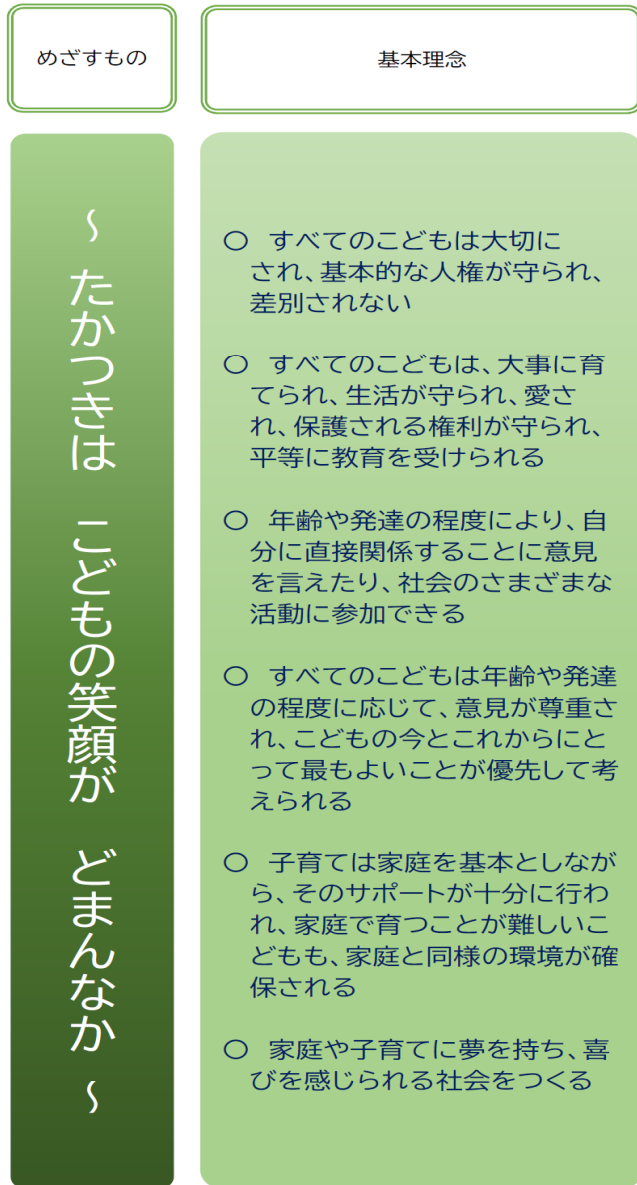 めざすもの
基本理念
～ たかつきは こどもの笑顔が どまんなか ～
○ すべてのこどもは大切に
され、基本的な人権が守られ、
差別されない
○ すべてのこどもは、大事に育
てられ、生活が守られ、愛さ
れ、保護される権利が守られ、
平等に教育を受けられる
○ 年齢や発達の程度により、自
分に直接関係することに意見
を言えたり、社会のさまざまな
活動に参加できる
○ すべてのこどもは年齢や発達
の程度に応じて、意見が尊重さ
れ、こどもの今とこれからにと
って最もよいことが優先して考
えられる
○ 子育ては家庭を基本としなが
ら、そのサポートが十分に行わ
れ、家庭で育つことが難しいこ
どもも、家庭と同様の環境が確
保される
○ 家庭や子育てに夢を持ち、喜
びを感じられる社会をつくる